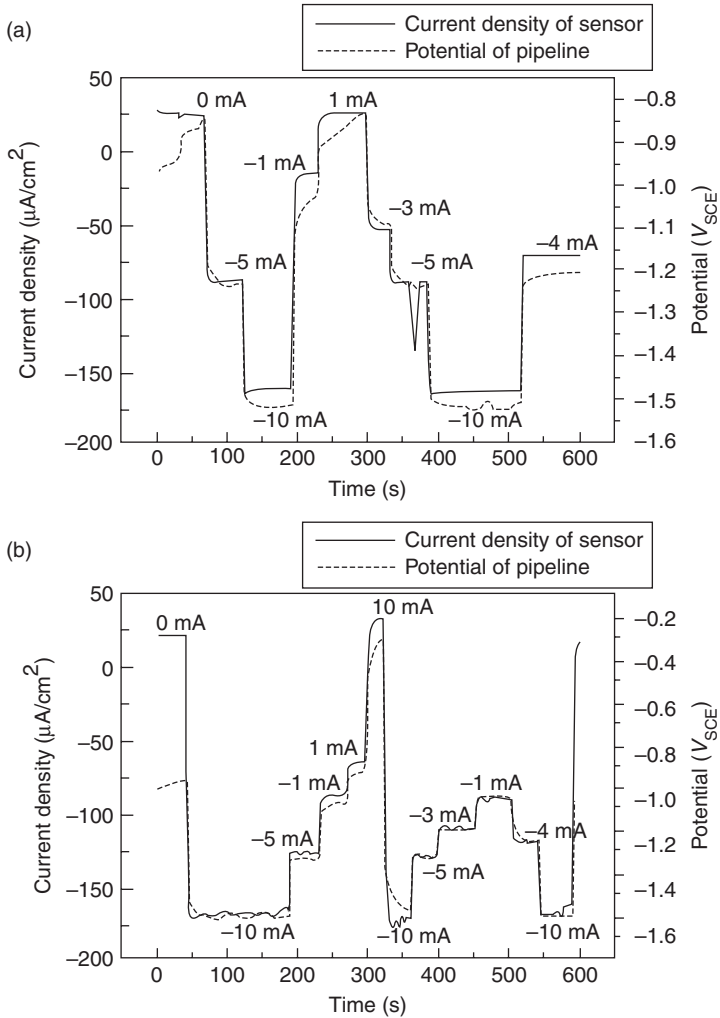 (a)
Current density of sensor
Potential of pipeline
50
0
−50
−100
−150
−200
Current density (µA/cm²)
0 mA
1 mA
−1 mA
−3 mA
−5 mA
−5 mA
−4 mA
−10 mA
−10 mA
−0.8
−0.9
−1.0
−1.1
−1.2
−1.3
−1.4
−1.5
−1.6
Potential (V_SCE)
0 100 200 300 400 500 600
Time (s)
(b)
Current density of sensor
Potential of pipeline
50
0
−50
−100
−150
−200
Current density (µA/cm²)
0 mA
10 mA
1 mA
−1 mA
−1 mA
−5 mA
−3 mA
−4 mA
−5 mA
−10 mA
−10 mA
−10 mA
−0.2
−0.4
−0.6
−0.8
−1.0
−1.2
−1.4
−1.6
Potential (V_SCE)
0 100 200 300 400 500 600
Time (s)